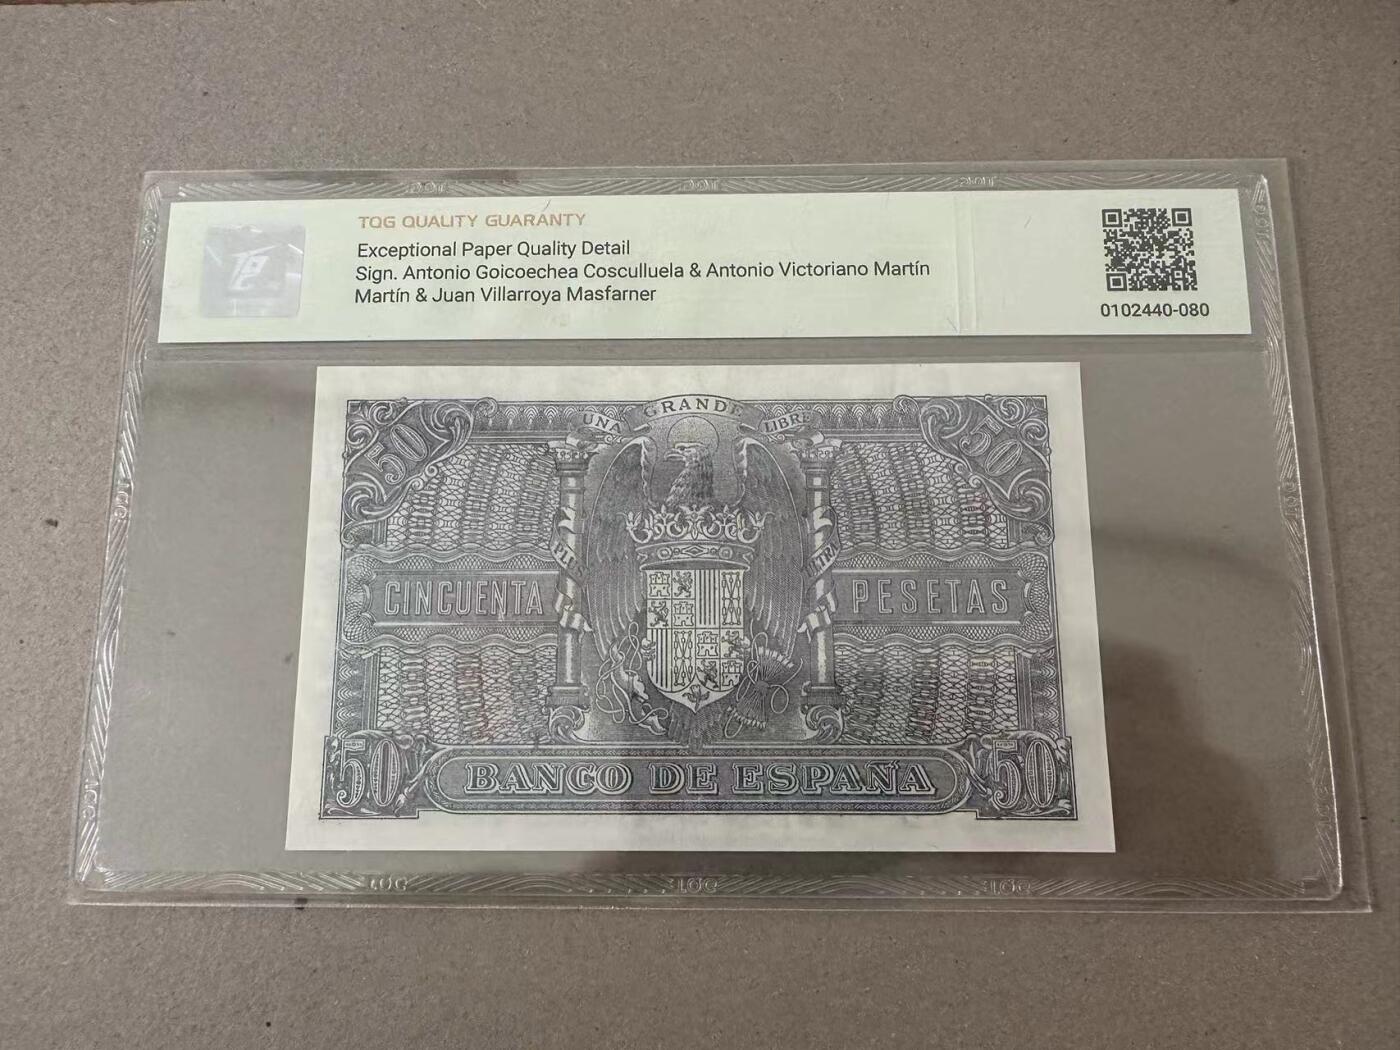 TQG QUALITY GUARANTY
Exceptional Paper Quality Detail
Sign. Antonio Goicoechea Cosculluela & Antonio Victoriano Martín
Martín & Juan Villarroya Masfarner
0102440-080
UNA GRANDE LIBRE
50 50
PLUS ULTRA
CINCUENTA PESETAS
50 BANCO DE ESPAÑA 50